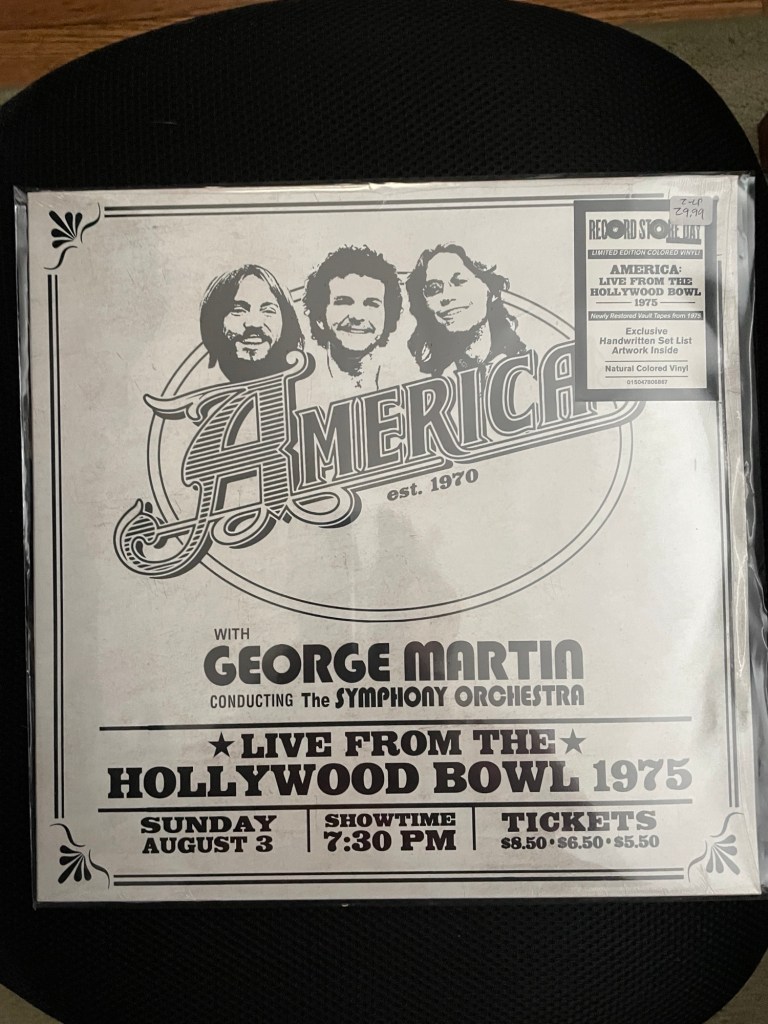 2-LP
29.99
RECORD STORE DAY
LIMITED EDITION COLORED VINYL!
AMERICA:
LIVE FROM THE
HOLLYWOOD BOWL
1975
Newly Restored Vault Tapes from 1975
Exclusive
Handwritten Set List
Artwork Inside
Natural Colored Vinyl
AMERICA
est. 1970
WITH
GEORGE MARTIN
CONDUCTING The SYMPHONY ORCHESTRA
★LIVE FROM THE★
HOLLYWOOD BOWL 1975
SUNDAY
AUGUST 3
SHOWTIME
7:30 PM
TICKETS
$8.50•$6.50•$5.50